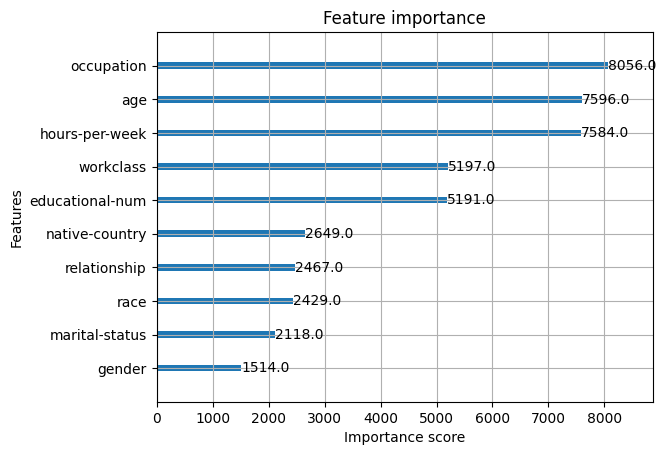 Feature importance
occupation 8056.0
age 7596.0
hours-per-week 7584.0
workclass 5197.0
educational-num 5191.0
native-country 2649.0
relationship 2467.0
race 2429.0
marital-status 2118.0
gender 1514.0
Features
0 1000 2000 3000 4000 5000 6000 7000 8000
Importance score